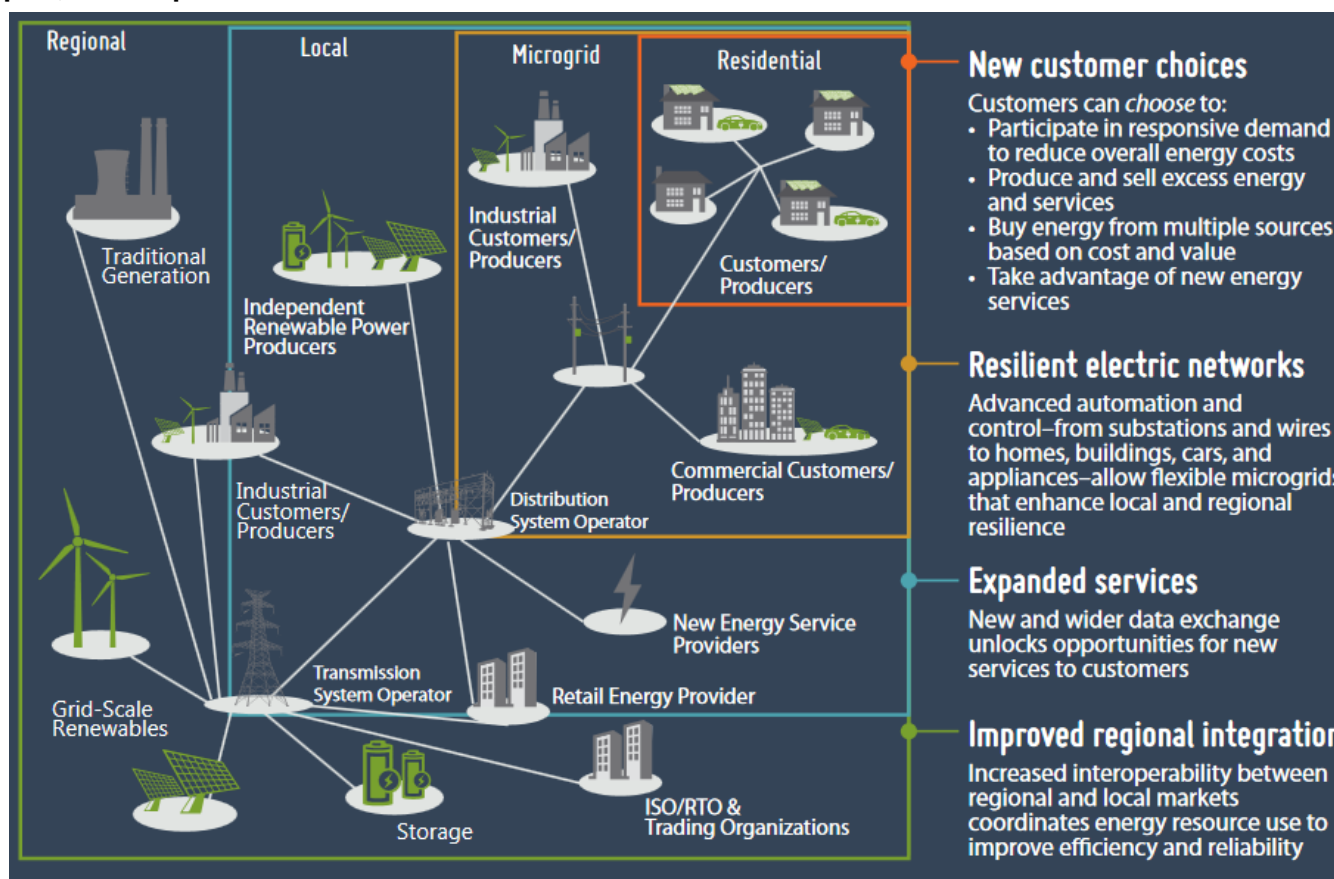 Regional
Local
Microgrid
Residential
Traditional
Generation
Independent
Renewable Power
Producers
Industrial
Customers/
Producers
Customers/
Producers
Industrial
Customers/
Producers
Commercial Customers/
Producers
Distribution
System Operator
New Energy Service
Providers
Transmission
System Operator
Retail Energy Provider
Grid-Scale
Renewables
Storage
ISO/RTO &
Trading Organizations
New customer choices
Customers can choose to:
• Participate in responsive demand
to reduce overall energy costs
• Produce and sell excess energy
and services
• Buy energy from multiple sources
based on cost and value
• Take advantage of new energy
services
Resilient electric networks
Advanced automation and
control–from substations and wires
to homes, buildings, cars, and
appliances–allow flexible microgrids
that enhance local and regional
resilience
Expanded services
New and wider data exchange
unlocks opportunities for new
services to customers
Improved regional integration
Increased interoperability between
regional and local markets
coordinates energy resource use to
improve efficiency and reliability